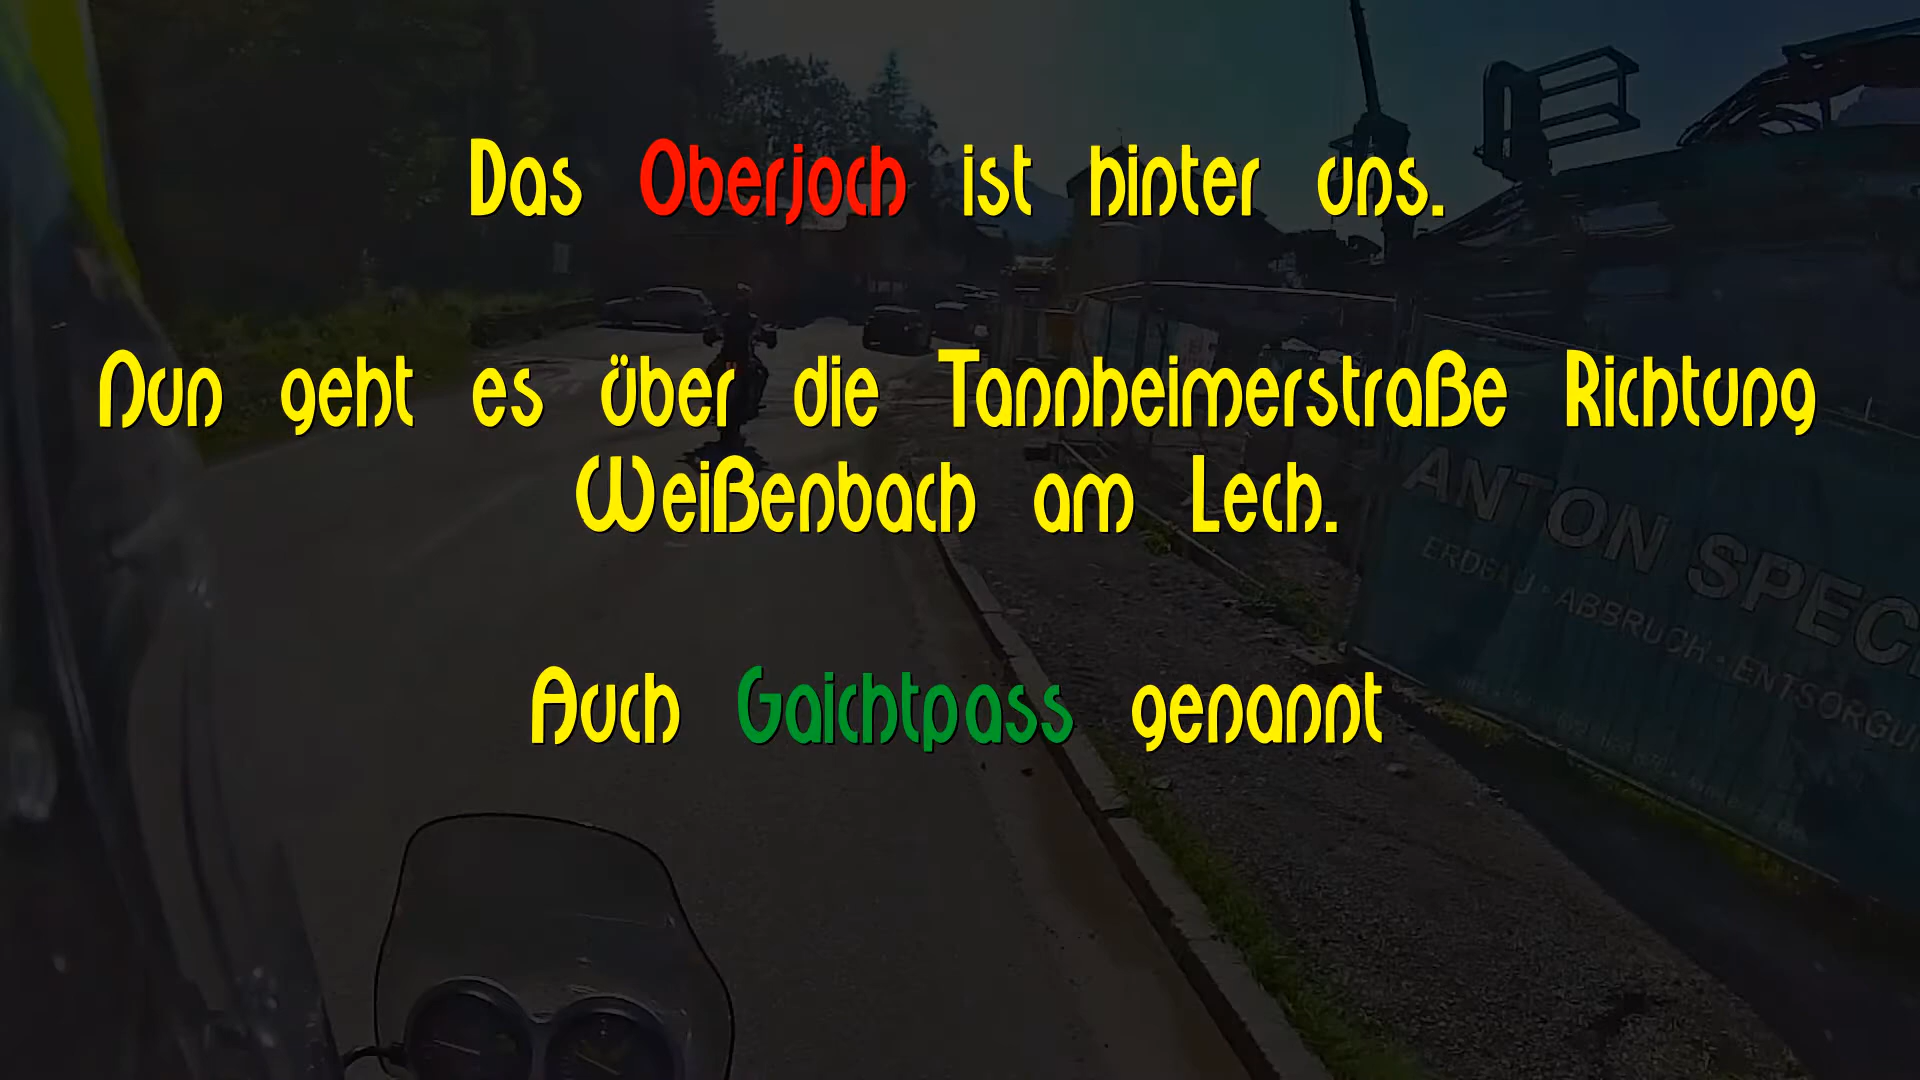 Das Oberjoch ist hinter uns.
Nun geht es über die Tannheimerstraße Richtung
Weißenbach am Lech.
Auch Gaichtpass genannt
ANTON SPEC
ERDBAU · ABBRUCH · ENTSORGU